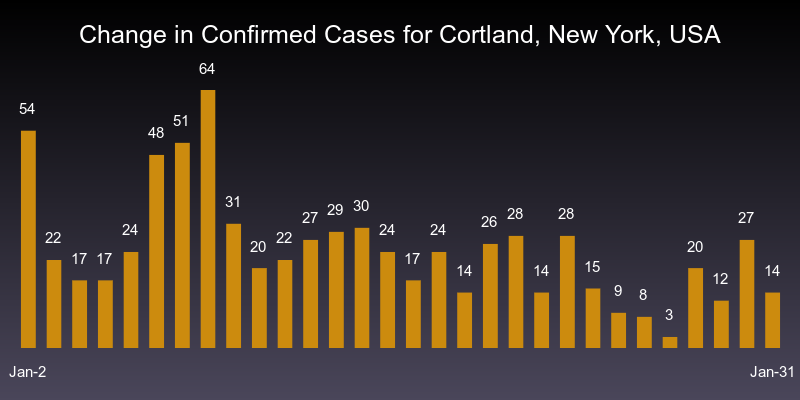 Change in Confirmed Cases for Cortland, New York, USA
54 22 17 17 24 48 51 64 31 20 22 27 29 30 24 17 24 14 26 28 14 28 15 9 8 3 20 12 27 14
Jan-2 Jan-31